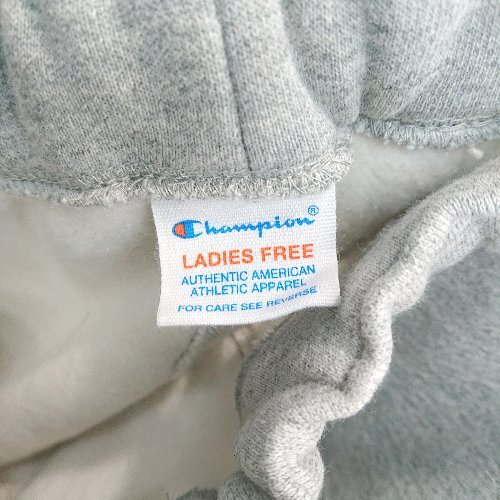 Champion®
LADIES FREE
AUTHENTIC AMERICAN
ATHLETIC APPAREL
FOR CARE SEE REVERSE